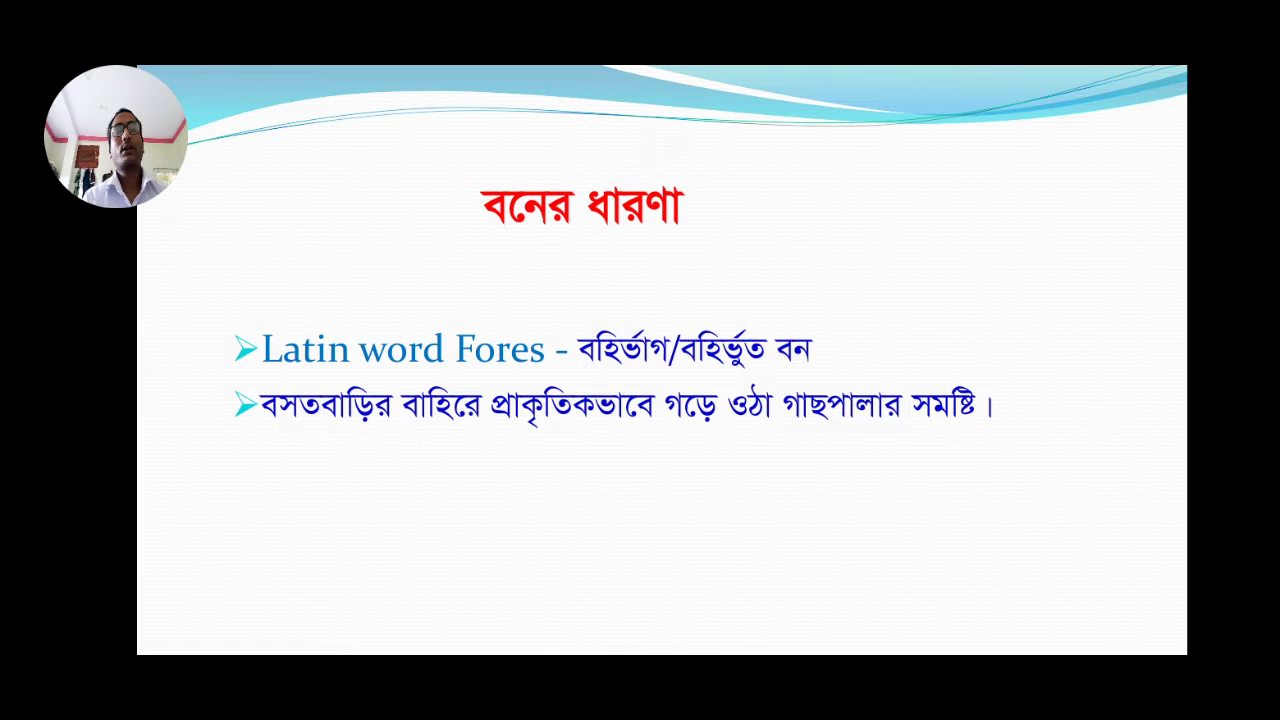 বনের ধারণা
Latin word Fores - বহির্ভাগ/বহির্ভুত বন
বসতবাড়ির বাহিরে প্রাকৃতিকভাবে গড়ে ওঠা গাছপালার সমষ্টি।